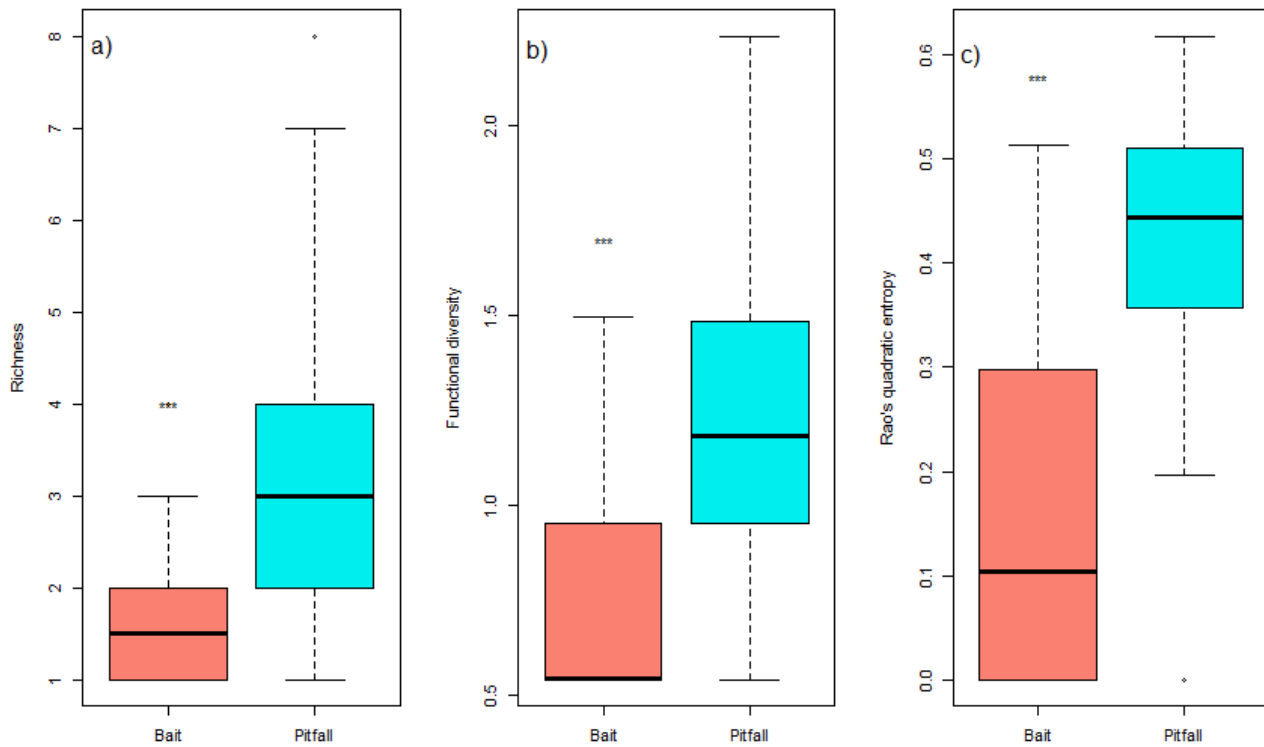 a)
Richness
8
7
6
5
4
3
2
1
***
Bait
Pitfall
b)
Functional diversity
2.0
1.5
1.0
0.5
***
Bait
Pitfall
c)
Rao's quadratic entropy
0.6
0.5
0.4
0.3
0.2
0.1
0.0
***
Bait
Pitfall